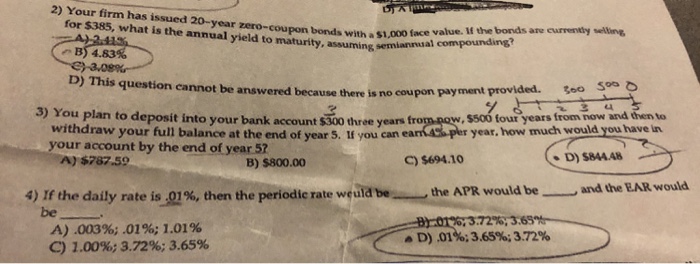 2) Your firm has issued 20-year zero-coupon bonds with a $1,000 face value. If the bonds are currently selling
for $385, what is the annual yield to maturity, assuming semiannual compounding?
A) 2.41%
B) 4.83%
C) 3.08%
D) This question cannot be answered because there is no coupon payment provided.
300 500 0
1 2 3 4 5
3) You plan to deposit into your bank account $300 three years from now, $500 four years from now and then to
withdraw your full balance at the end of year 5. If you can earn 4% per year, how much would you have in
your account by the end of year 5?
A) $787.59 B) $800.00 C) $694.10 D) $844.48
4) If the daily rate is .01%, then the periodic rate would be ____, the APR would be ____, and the EAR would
be ____.
A) .003%; .01%; 1.01% B) .01%; 3.72%; 3.65%
C) 1.00%; 3.72%; 3.65% D) .01%; 3.65%; 3.72%